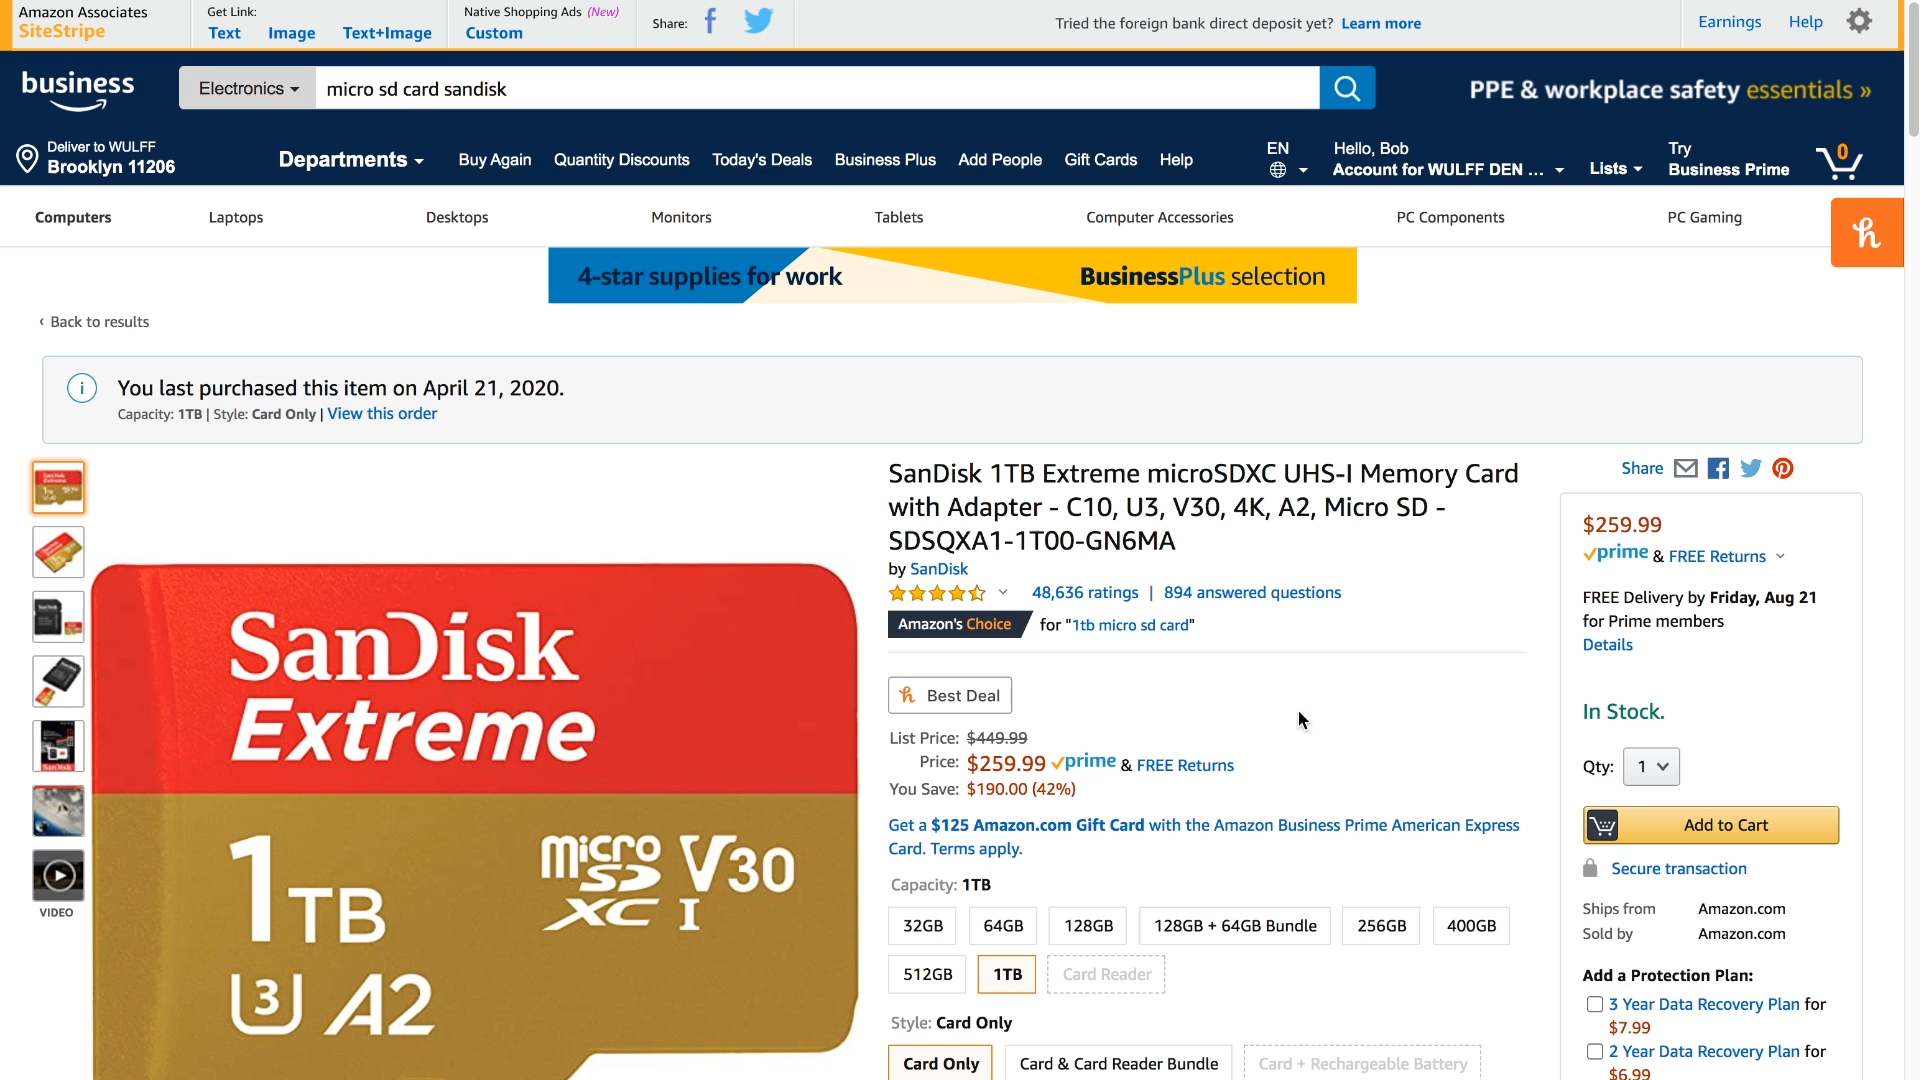 Amazon Associates
SiteStripe
Get Link:
Text Image Text+Image
Native Shopping Ads (New)
Custom
Share:
Tried the foreign bank direct deposit yet? Learn more
Earnings Help
business
Electronics
micro sd card sandisk
PPE & workplace safety essentials »
Deliver to WULFF
Brooklyn 11206
Departments
Buy Again Quantity Discounts Today's Deals Business Plus Add People Gift Cards Help
EN
Hello, Bob
Account for WULFF DEN ...
Lists
Try
Business Prime
0
Computers Laptops Desktops Monitors Tablets Computer Accessories PC Components PC Gaming
4-star supplies for work
BusinessPlus selection
‹ Back to results
You last purchased this item on April 21, 2020.
Capacity: 1TB | Style: Card Only | View this order
VIDEO
SanDisk
Extreme
1TB
micro SD XC I
V30
3 A2
SanDisk 1TB Extreme microSDXC UHS-I Memory Card
with Adapter - C10, U3, V30, 4K, A2, Micro SD -
SDSQXA1-1T00-GN6MA
by SanDisk
48,636 ratings | 894 answered questions
Amazon's Choice for "1tb micro sd card"
Best Deal
List Price: $449.99
Price: $259.99 prime & FREE Returns
You Save: $190.00 (42%)
Get a $125 Amazon.com Gift Card with the Amazon Business Prime American Express
Card. Terms apply.
Capacity: 1TB
32GB 64GB 128GB 128GB + 64GB Bundle 256GB 400GB
512GB 1TB Card Reader
Style: Card Only
Card Only Card & Card Reader Bundle Card + Rechargeable Battery
Share
$259.99
prime & FREE Returns
FREE Delivery by Friday, Aug 21
for Prime members
Details
In Stock.
Qty: 1
Add to Cart
Secure transaction
Ships from Amazon.com
Sold by Amazon.com
Add a Protection Plan:
3 Year Data Recovery Plan for
$7.99
2 Year Data Recovery Plan for
$6.99